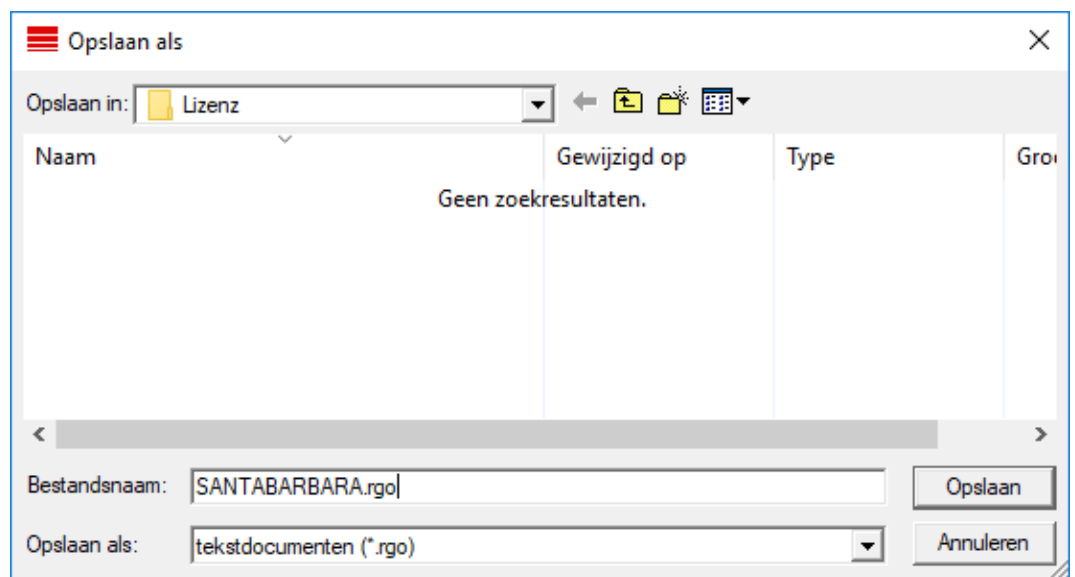 Opslaan als
Opslaan in: Lizenz
Naam Gewijzigd op Type Groo
Geen zoekresultaten.
Bestandsnaam: SANTABARBARA.rgo Opslaan
Opslaan als: tekstdocumenten (*.rgo) Annuleren